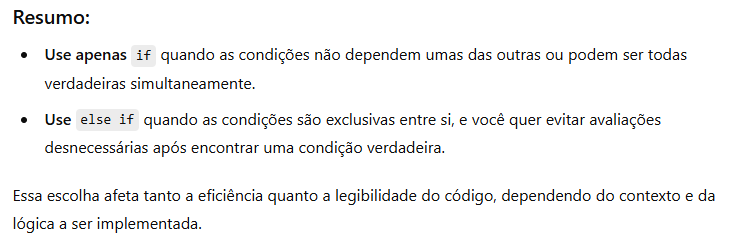 Resumo:
Use apenas if quando as condições não dependem umas das outras ou podem ser todas
verdadeiras simultaneamente.
Use else if quando as condições são exclusivas entre si, e você quer evitar avaliações
desnecessárias após encontrar uma condição verdadeira.
Essa escolha afeta tanto a eficiência quanto a legibilidade do código, dependendo do contexto e da
lógica a ser implementada.